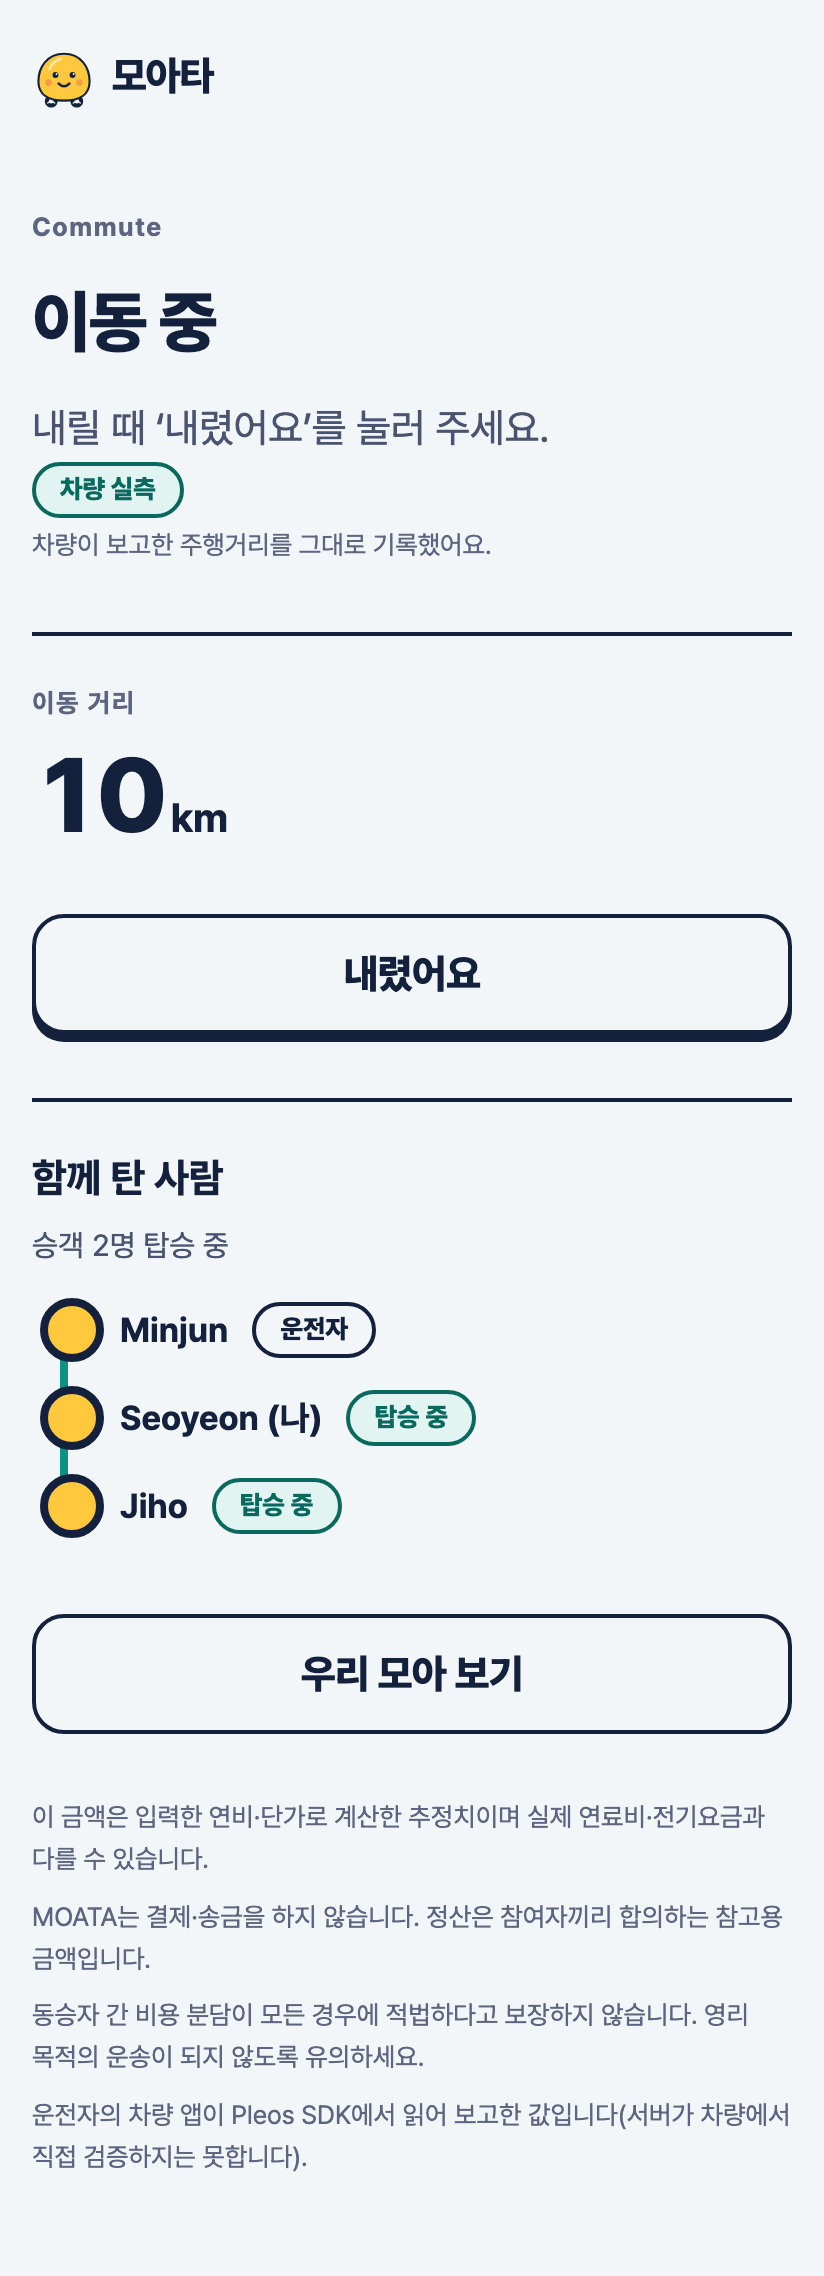 모아타
Commute
이동 중
내릴 때 ‘내렸어요’를 눌러 주세요.
차량 실측
차량이 보고한 주행거리를 그대로 기록했어요.
이동 거리
10 km
내렸어요
함께 탄 사람
승객 2명 탑승 중
Minjun 운전자
Seoyeon (나) 탑승 중
Jiho 탑승 중
우리 모아 보기
이 금액은 입력한 연비·단가로 계산한 추정치이며 실제 연료비·전기요금과
다를 수 있습니다.
MOATA는 결제·송금을 하지 않습니다. 정산은 참여자끼리 합의하는 참고용
금액입니다.
동승자 간 비용 분담이 모든 경우에 적법하다고 보장하지 않습니다. 영리
목적의 운송이 되지 않도록 유의하세요.
운전자의 차량 앱이 Pleos SDK에서 읽어 보고한 값입니다(서버가 차량에서
직접 검증하지는 못합니다).